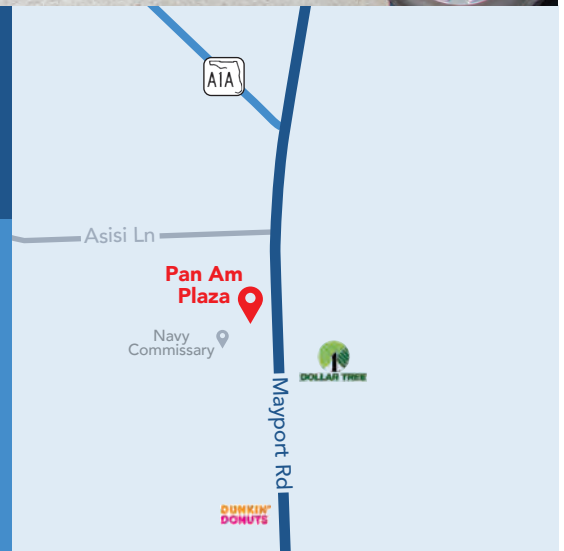 A1A
Asisi Ln
Pan Am
Plaza
Navy
Commissary
DOLLAR TREE
Mayport Rd
DUNKIN'
DONUTS